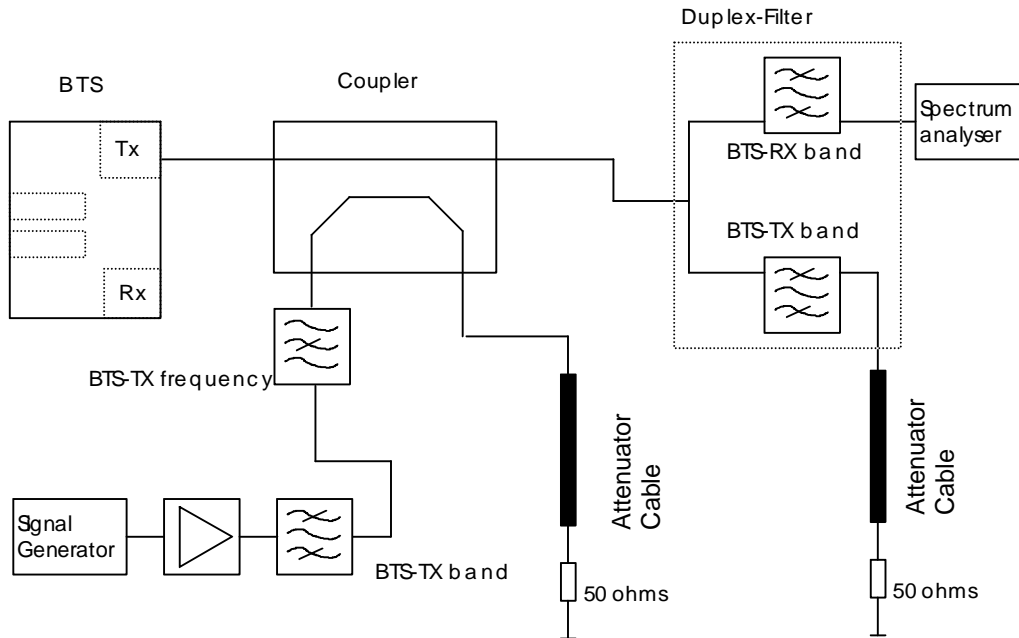 Duplex-Filter
BTS
Coupler
Tx
Spectrum
analyser
BTS-RX band
BTS-TX band
Rx
BTS-TX frequency
Attenuator
Cable
Attenuator
Cable
Signal
Generator
BTS-TX band
50 ohms
50 ohms